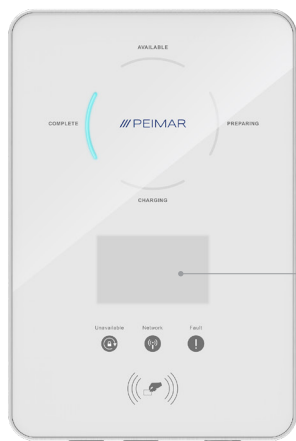 AVAILABLE
COMPLETE
PEIMAR
PREPARING
CHARGING
Unavailable
Network
Fault